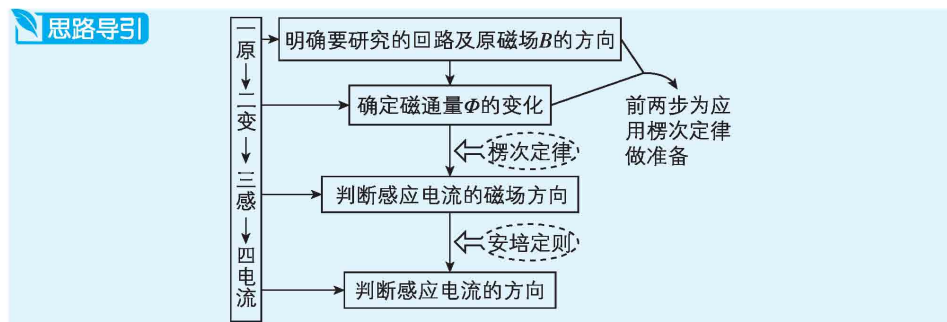 思路导引
一原
二变
三感
四电流
明确要研究的回路及原磁场B的方向
确定磁通量Φ的变化
前两步为应
用楞次定律
做准备
楞次定律
判断感应电流的磁场方向
安培定则
判断感应电流的方向